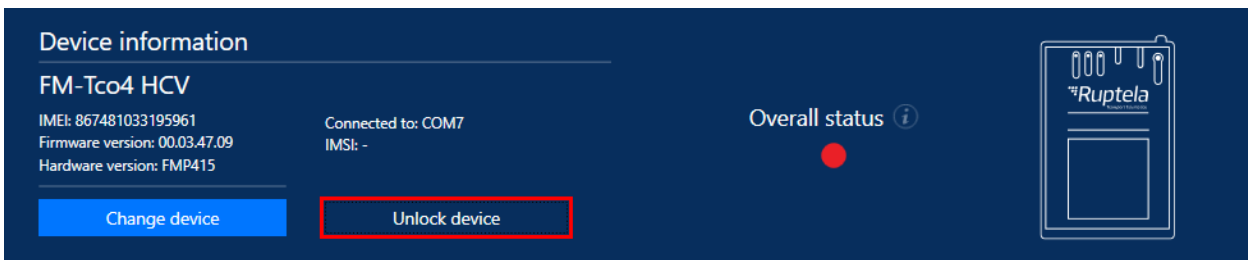 Device information
FM-Tco4 HCV
IMEI: 867481033195961
Firmware version: 00.03.47.09
Hardware version: FMP415
Connected to: COM7
IMSI: -
Change device
Unlock device
Overall status i
Ruptela